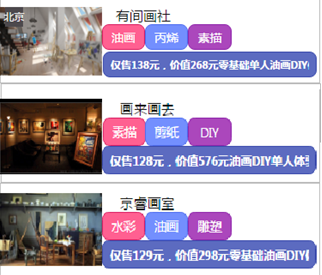 北京
有间画社
油画 丙烯 素描
仅售138元，价值268元零基础单人油画DIY
画来画去
素描 剪纸 DIY
仅售128元，价值576元油画DIY单人体
京睿画室
水彩 油画 雕塑
仅售129元，价值298元零基础油画DIY